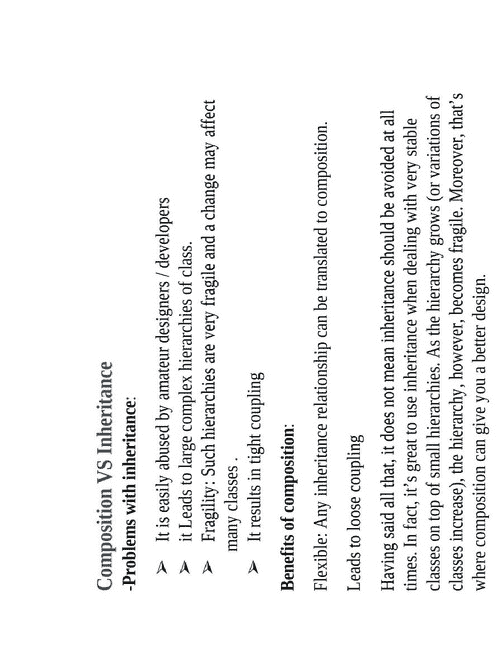 Composition VS Inheritance
-Problems with inheritance:
➢ It is easily abused by amateur designers / developers
➢ it Leads to large complex hierarchies of class.
➢ Fragility: Such hierarchies are very fragile and a change may affect
many classes .
➢ It results in tight coupling
Benefits of composition:
Flexible: Any inheritance relationship can be translated to composition.
Leads to loose coupling
Having said all that, it does not mean inheritance should be avoided at all
times. In fact, it's great to use inheritance when dealing with very stable
classes on top of small hierarchies. As the hierarchy grows (or variations of
classes increase), the hierarchy, however, becomes fragile. Moreover, that's
where composition can give you a better design.